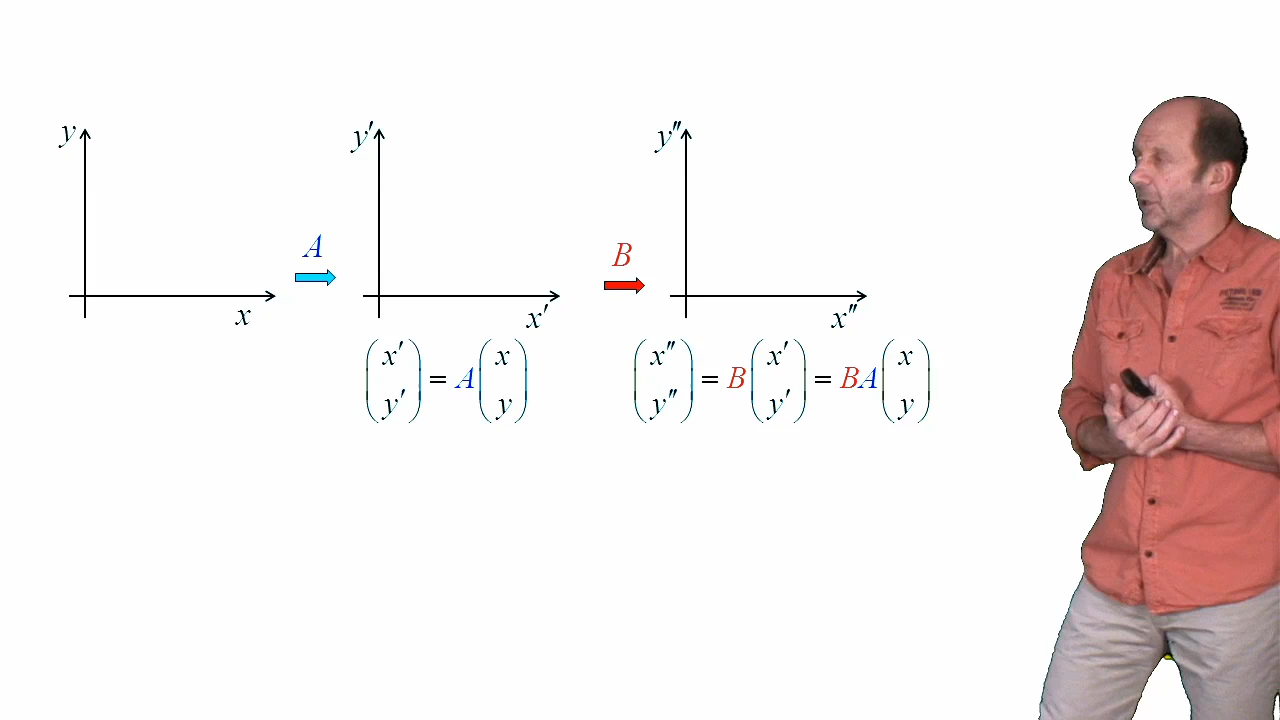 y
y′
y″
A
B
x
x′
x″
(x′ y′) = A (x y)
(x″ y″) = B (x′ y′) = BA (x y)